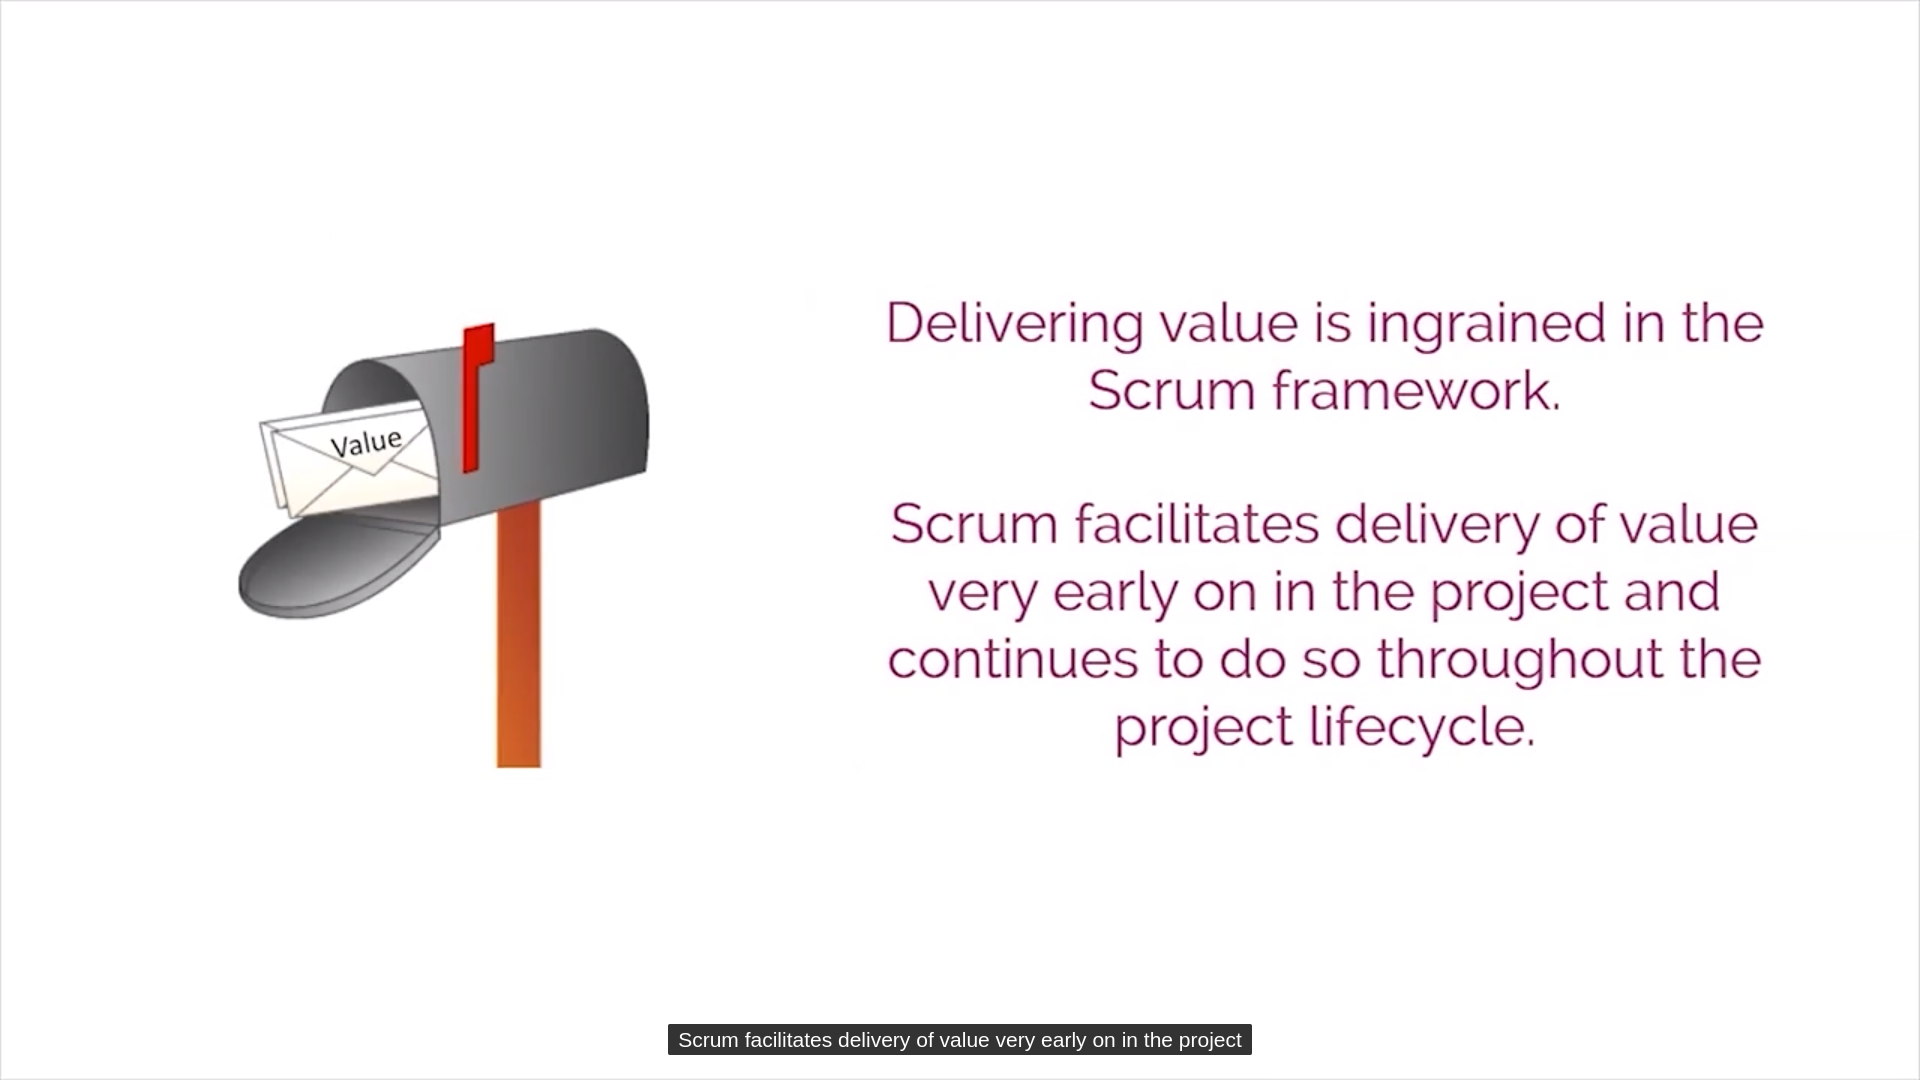 Value
Delivering value is ingrained in the
Scrum framework.
Scrum facilitates delivery of value
very early on in the project and
continues to do so throughout the
project lifecycle.
Scrum facilitates delivery of value very early on in the project